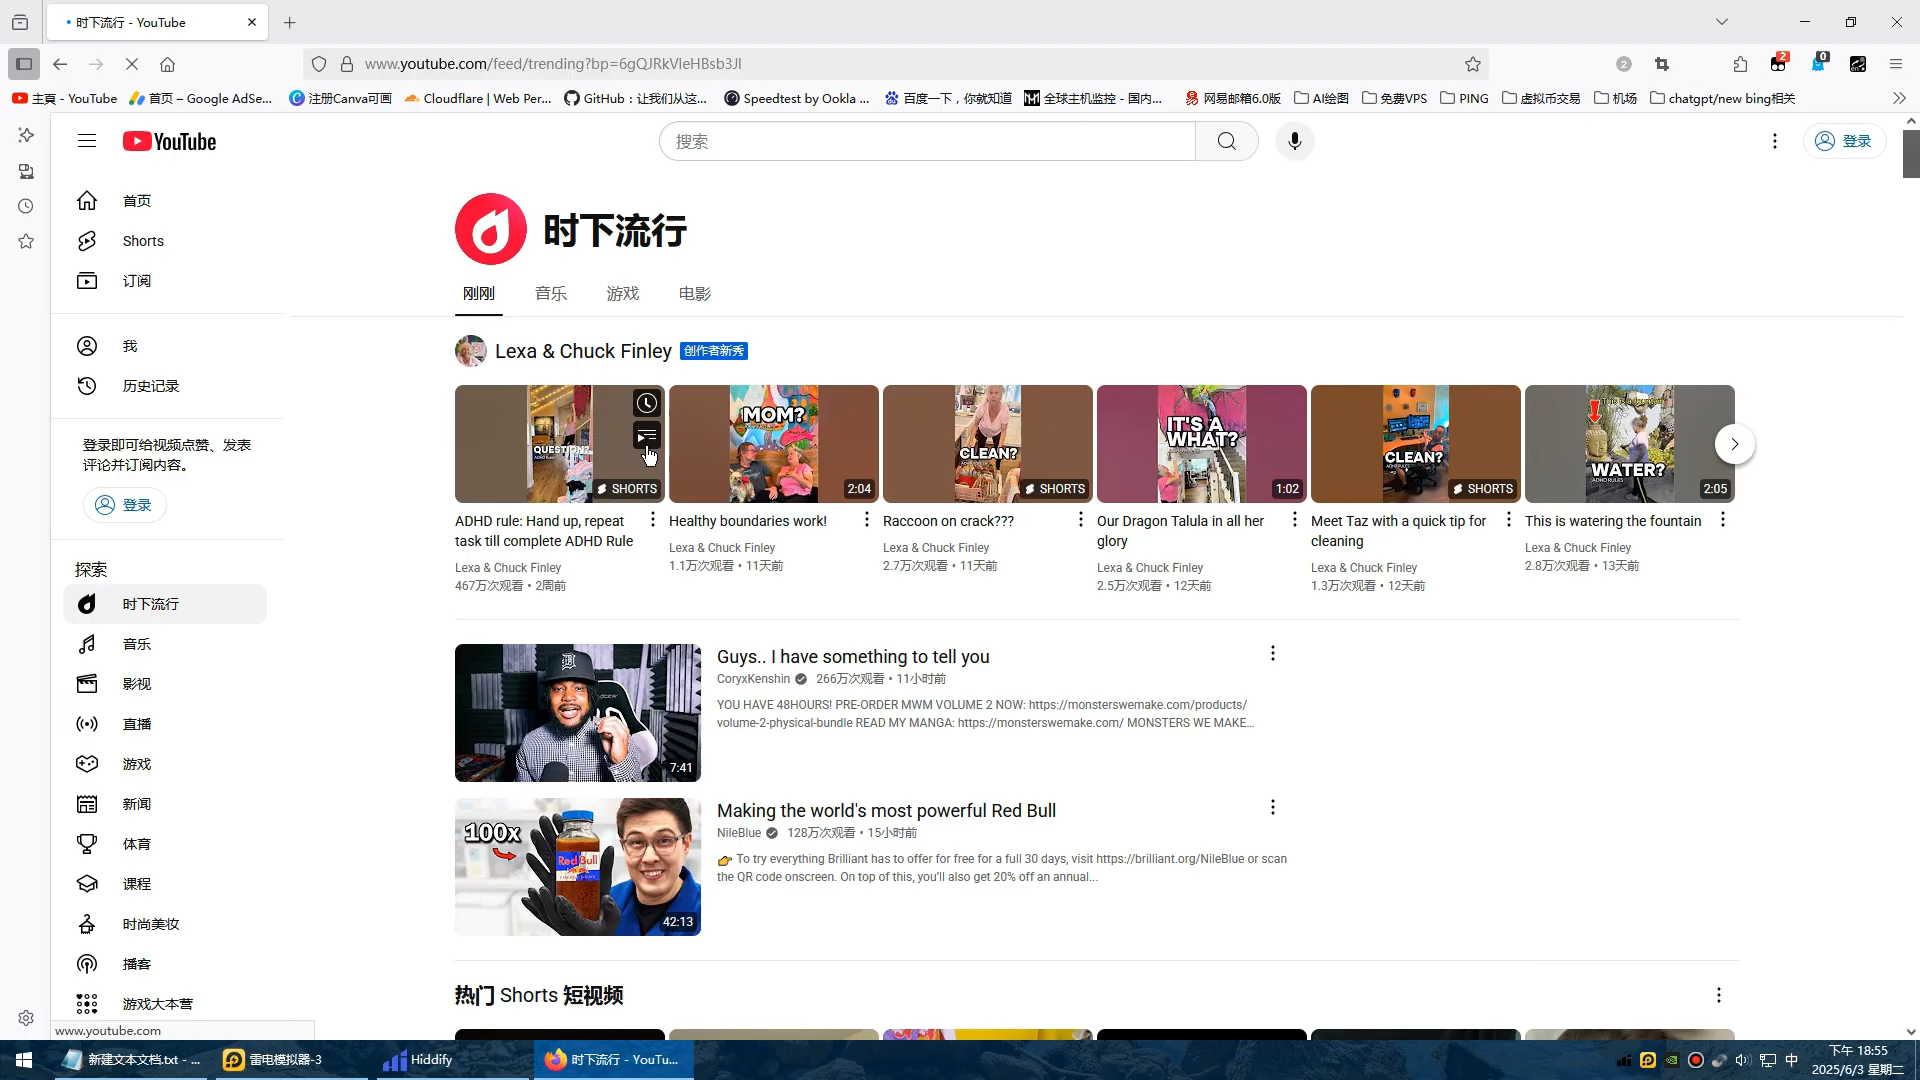 时下流行 - YouTube
www.youtube.com/feed/trending?bp=6gQJRkVleHBsb3Jl
2
2
0
主頁 - YouTube
首页 – Google AdSe...
注册Canva可画
Cloudflare | Web Per...
GitHub：让我们从这...
Speedtest by Ookla ...
百度一下，你就知道
全球主机监控 - 国内...
网易邮箱6.0版
AI绘图
免费VPS
PING
虚拟币交易
机场
chatgpt/new bing相关
YouTube
搜索
登录
首页
Shorts
订阅
我
历史记录
登录即可给视频点赞、发表
评论并订阅内容。
登录
探索
时下流行
音乐
影视
直播
游戏
新闻
体育
课程
时尚美妆
播客
游戏大本营
www.youtube.com
时下流行
刚刚
音乐
游戏
电影
Lexa & Chuck Finley 创作者新秀
QUESTION?
SHORTS
ADHD rule: Hand up, repeat
task till complete ADHD Rule
Lexa & Chuck Finley
467万次观看 • 2周前
MOM?
2:04
Healthy boundaries work!
Lexa & Chuck Finley
1.1万次观看 • 11天前
CLEAN?
SHORTS
Raccoon on crack???
Lexa & Chuck Finley
2.7万次观看 • 11天前
IT'S A
WHAT?
1:02
Our Dragon Talula in all her
glory
Lexa & Chuck Finley
2.5万次观看 • 12天前
CLEAN?
SHORTS
Meet Taz with a quick tip for
cleaning
Lexa & Chuck Finley
1.3万次观看 • 12天前
WATER?
2:05
This is watering the fountain
Lexa & Chuck Finley
2.8万次观看 • 13天前
7:41
Guys.. I have something to tell you
CoryxKenshin 266万次观看 • 11小时前
YOU HAVE 48HOURS! PRE-ORDER MWM VOLUME 2 NOW: https://monsterswemake.com/products/
volume-2-physical-bundle READ MY MANGA: https://monsterswemake.com/ MONSTERS WE MAKE...
100x
Red Bull
42:13
Making the world's most powerful Red Bull
NileBlue 128万次观看 • 15小时前
👉 To try everything Brilliant has to offer for free for a full 30 days, visit https://brilliant.org/NileBlue or scan
the QR code onscreen. On top of this, you'll also get 20% off an annual...
热门 Shorts 短视频
新建文本文档.txt - ...
雷电模拟器-3
Hiddify
时下流行 - YouTu...
中
下午 18:55
2025/6/3 星期二